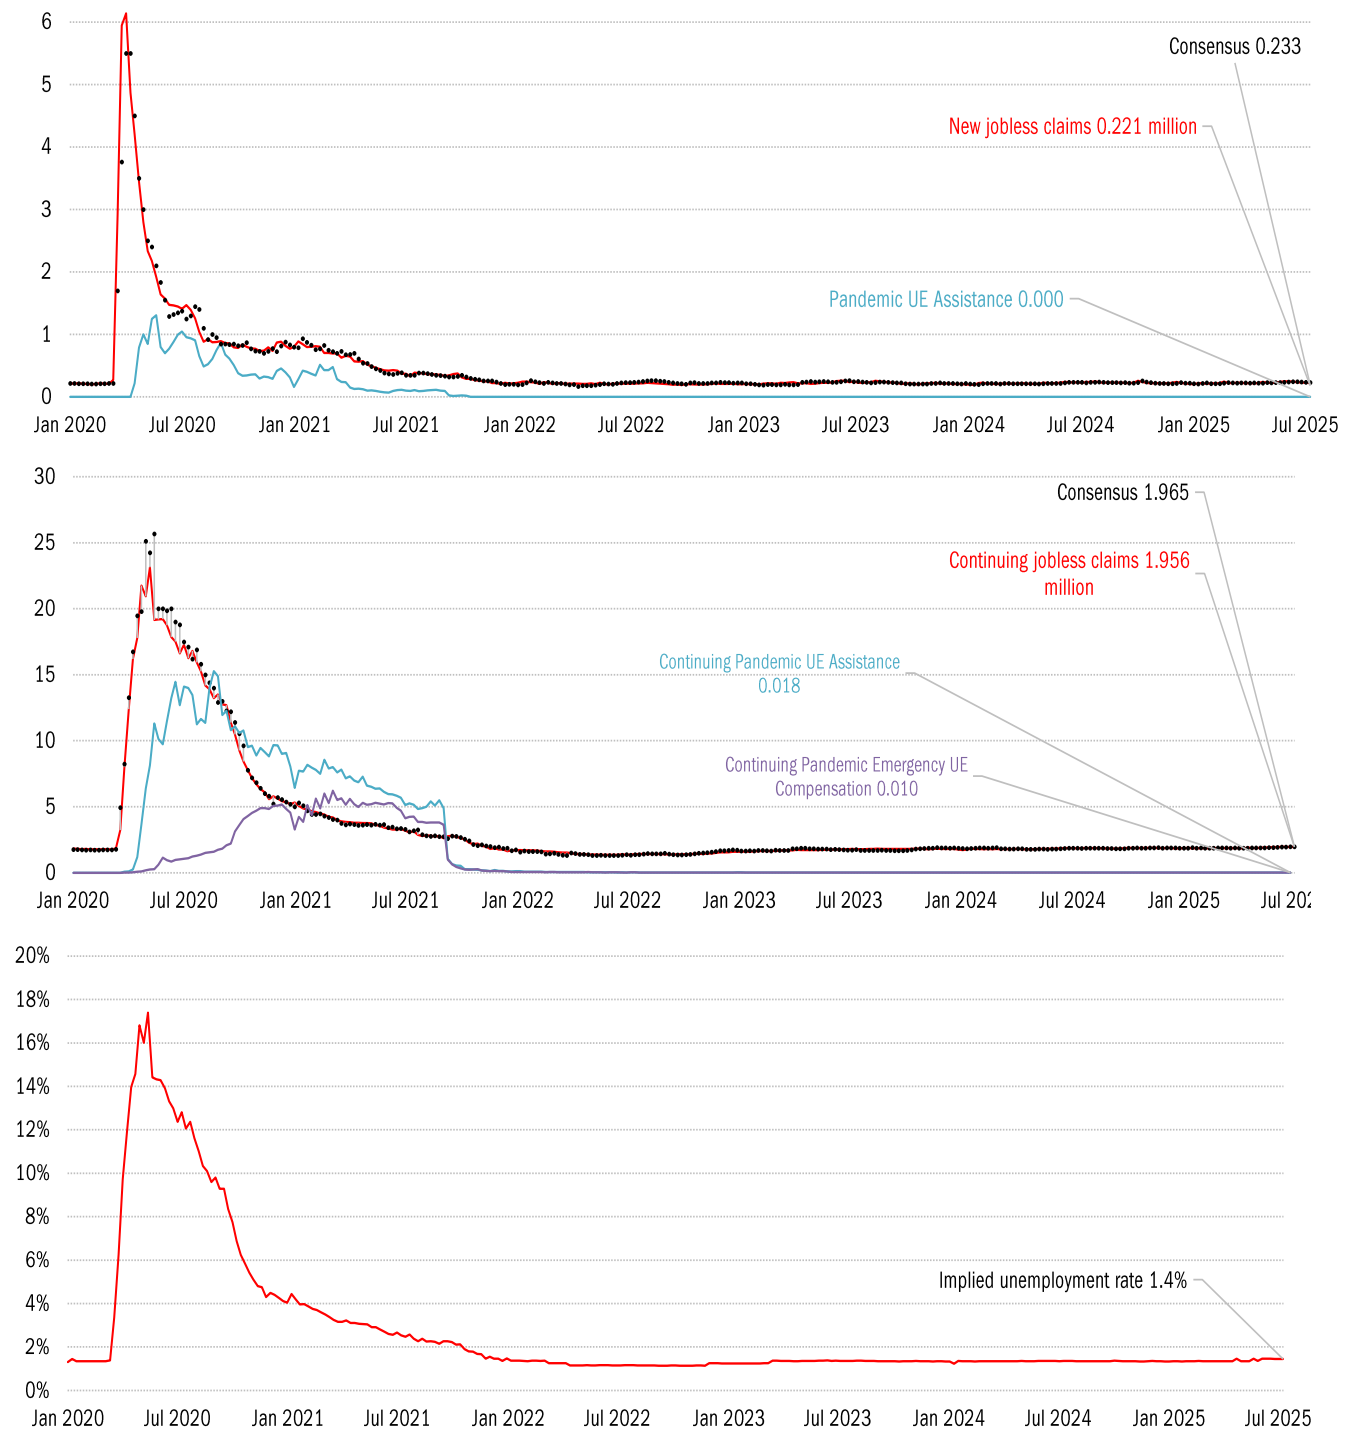 6
Consensus 0.233
5
New jobless claims 0.221 million
4
3
Pandemic UE Assistance 0.000
2
1
0
Jan 2020 Jul 2020 Jan 2021 Jul 2021 Jan 2022 Jul 2022 Jan 2023 Jul 2023 Jan 2024 Jul 2024 Jan 2025 Jul 2025
30
Consensus 1.965
25
Continuing jobless claims 1.956
million
20
Continuing Pandemic UE Assistance
0.018
15
10
Continuing Pandemic Emergency UE
Compensation 0.010
5
0
Jan 2020 Jul 2020 Jan 2021 Jul 2021 Jan 2022 Jul 2022 Jan 2023 Jul 2023 Jan 2024 Jul 2024 Jan 2025 Jul
20%
18%
16%
14%
12%
10%
8%
6%
Implied unemployment rate 1.4%
4%
2%
0%
Jan 2020 Jul 2020 Jan 2021 Jul 2021 Jan 2022 Jul 2022 Jan 2023 Jul 2023 Jan 2024 Jul 2024 Jan 2025 Jul 2025